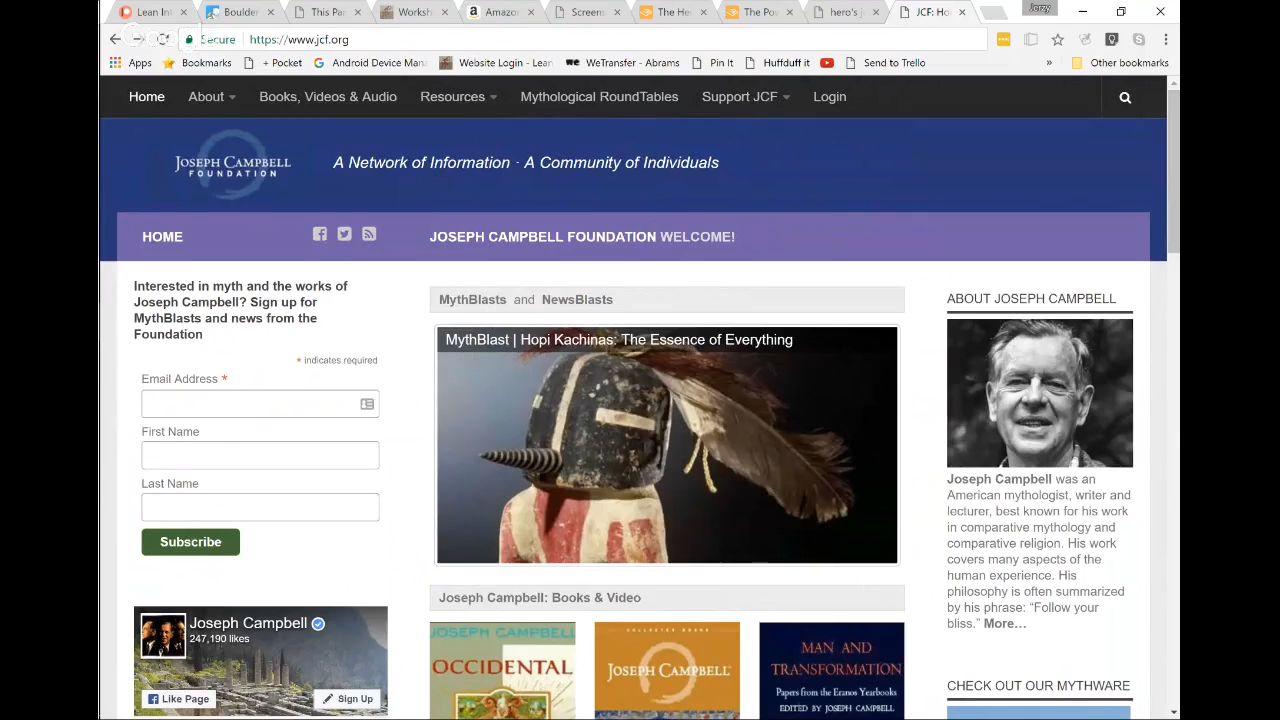 Lean In
Boulder
This Pa
Worksh
Amazo
Screen
The He
The Po
hero's j
JCF: Ho
Jerzy
Secure https://www.jcf.org
Apps Bookmarks + Pocket Android Device Man Website Login - Lear WeTransfer - Abrams Pin It Huffduff it Send to Trello » Other bookmarks
Home About Books, Videos & Audio Resources Mythological RoundTables Support JCF Login
JOSEPH CAMPBELL
FOUNDATION
A Network of Information · A Community of Individuals
HOME
JOSEPH CAMPBELL FOUNDATION WELCOME!
Interested in myth and the works of
Joseph Campbell? Sign up for
MythBlasts and news from the
Foundation
* indicates required
Email Address *
First Name
Last Name
Subscribe
Joseph Campbell
247,190 likes
Like Page
Sign Up
MythBlasts and NewsBlasts
MythBlast | Hopi Kachinas: The Essence of Everything
Joseph Campbell: Books & Video
JOSEPH CAMPBELL
OCCIDENTAL
COLLECTED WORKS
JOSEPH CAMPBELL
MAN AND
TRANSFORMATION
Papers from the Eranos Yearbooks
EDITED BY JOSEPH CAMPBELL
ABOUT JOSEPH CAMPBELL
Joseph Campbell was an
American mythologist, writer and
lecturer, best known for his work
in comparative mythology and
comparative religion. His work
covers many aspects of the
human experience. His
philosophy is often summarized
by his phrase: “Follow your
bliss.” More…
CHECK OUT OUR MYTHWARE